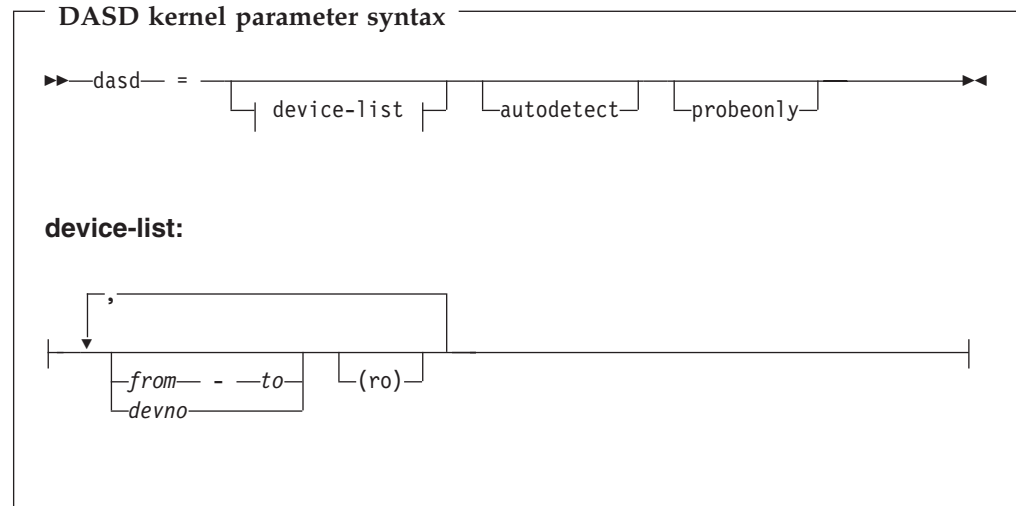 DASD kernel parameter syntax
dasd = 
device-list autodetect probeonly
device-list:
,
from - to (ro)
devno